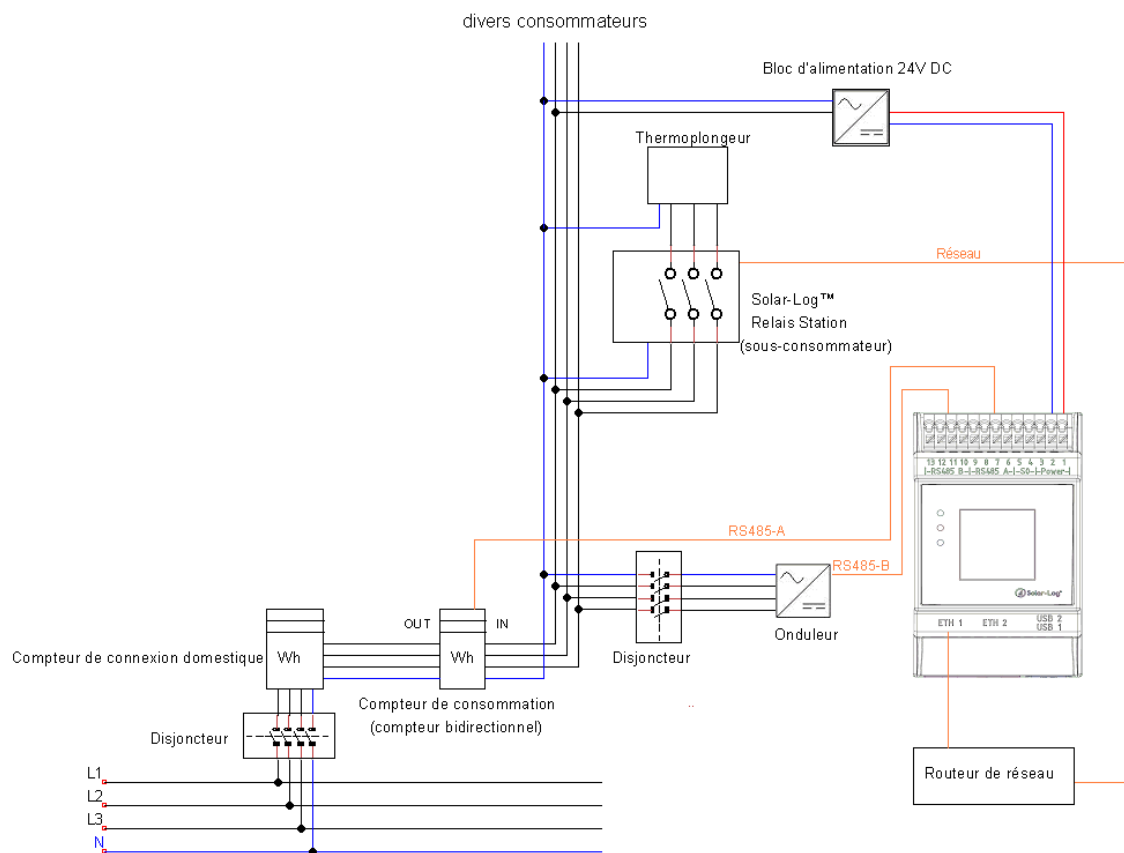 divers consommateurs
Bloc d'alimentation 24V DC
Thermoplongeur
Réseau
Solar-Log™
Relais Station
(sous-consommateur)
13 12 11 10 9 8 7 6 5 4 3 2 1
|-RS485 B-|-RS485 A-|-S0-|-Power-|
RS485-A
RS485-B
Solar-Log®
ETH 1
ETH 2
USB 2
USB 1
OUT
IN
Onduleur
Disjoncteur
Compteur de connexion domestique
Wh
Wh
Compteur de consommation
(compteur bidirectionnel)
..
Disjoncteur
Routeur de réseau
L1
L2
L3
N